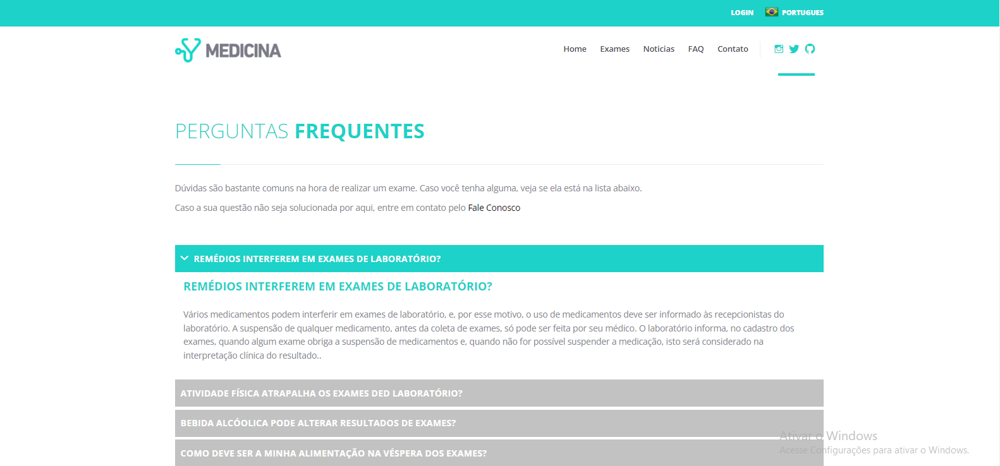 LOGIN PORTUGUES
MEDICINA
Home Exames Noticias FAQ Contato
PERGUNTAS FREQUENTES
Dúvidas são bastante comuns na hora de realizar um exame. Caso você tenha alguma, veja se ela está na lista abaixo.
Caso a sua questão não seja solucionada por aqui, entre em contato pelo Fale Conosco
REMÉDIOS INTERFEREM EM EXAMES DE LABORATÓRIO?
REMÉDIOS INTERFEREM EM EXAMES DE LABORATÓRIO?
Vários medicamentos podem interferir em exames de laboratório, e, por esse motivo, o uso de medicamentos deve ser informado às recepcionistas do
laboratório. A suspensão de qualquer medicamento, antes da coleta de exames, só pode ser feita por seu médico. O laboratório informa, no cadastro dos
exames, quando algum exame obriga a suspensão de medicamentos e, quando não for possível suspender a medicação, isto será considerado na
interpretação clínica do resultado..
ATIVIDADE FÍSICA ATRAPALHA OS EXAMES DED LABORATÓRIO?
BEBIDA ALCÓOLICA PODE ALTERAR RESULTADOS DE EXAMES?
Ativar o Windows
Acesse Configurações para ativar o Windows.
COMO DEVE SER A MINHA ALIMENTAÇÃO NA VÉSPERA DOS EXAMES?